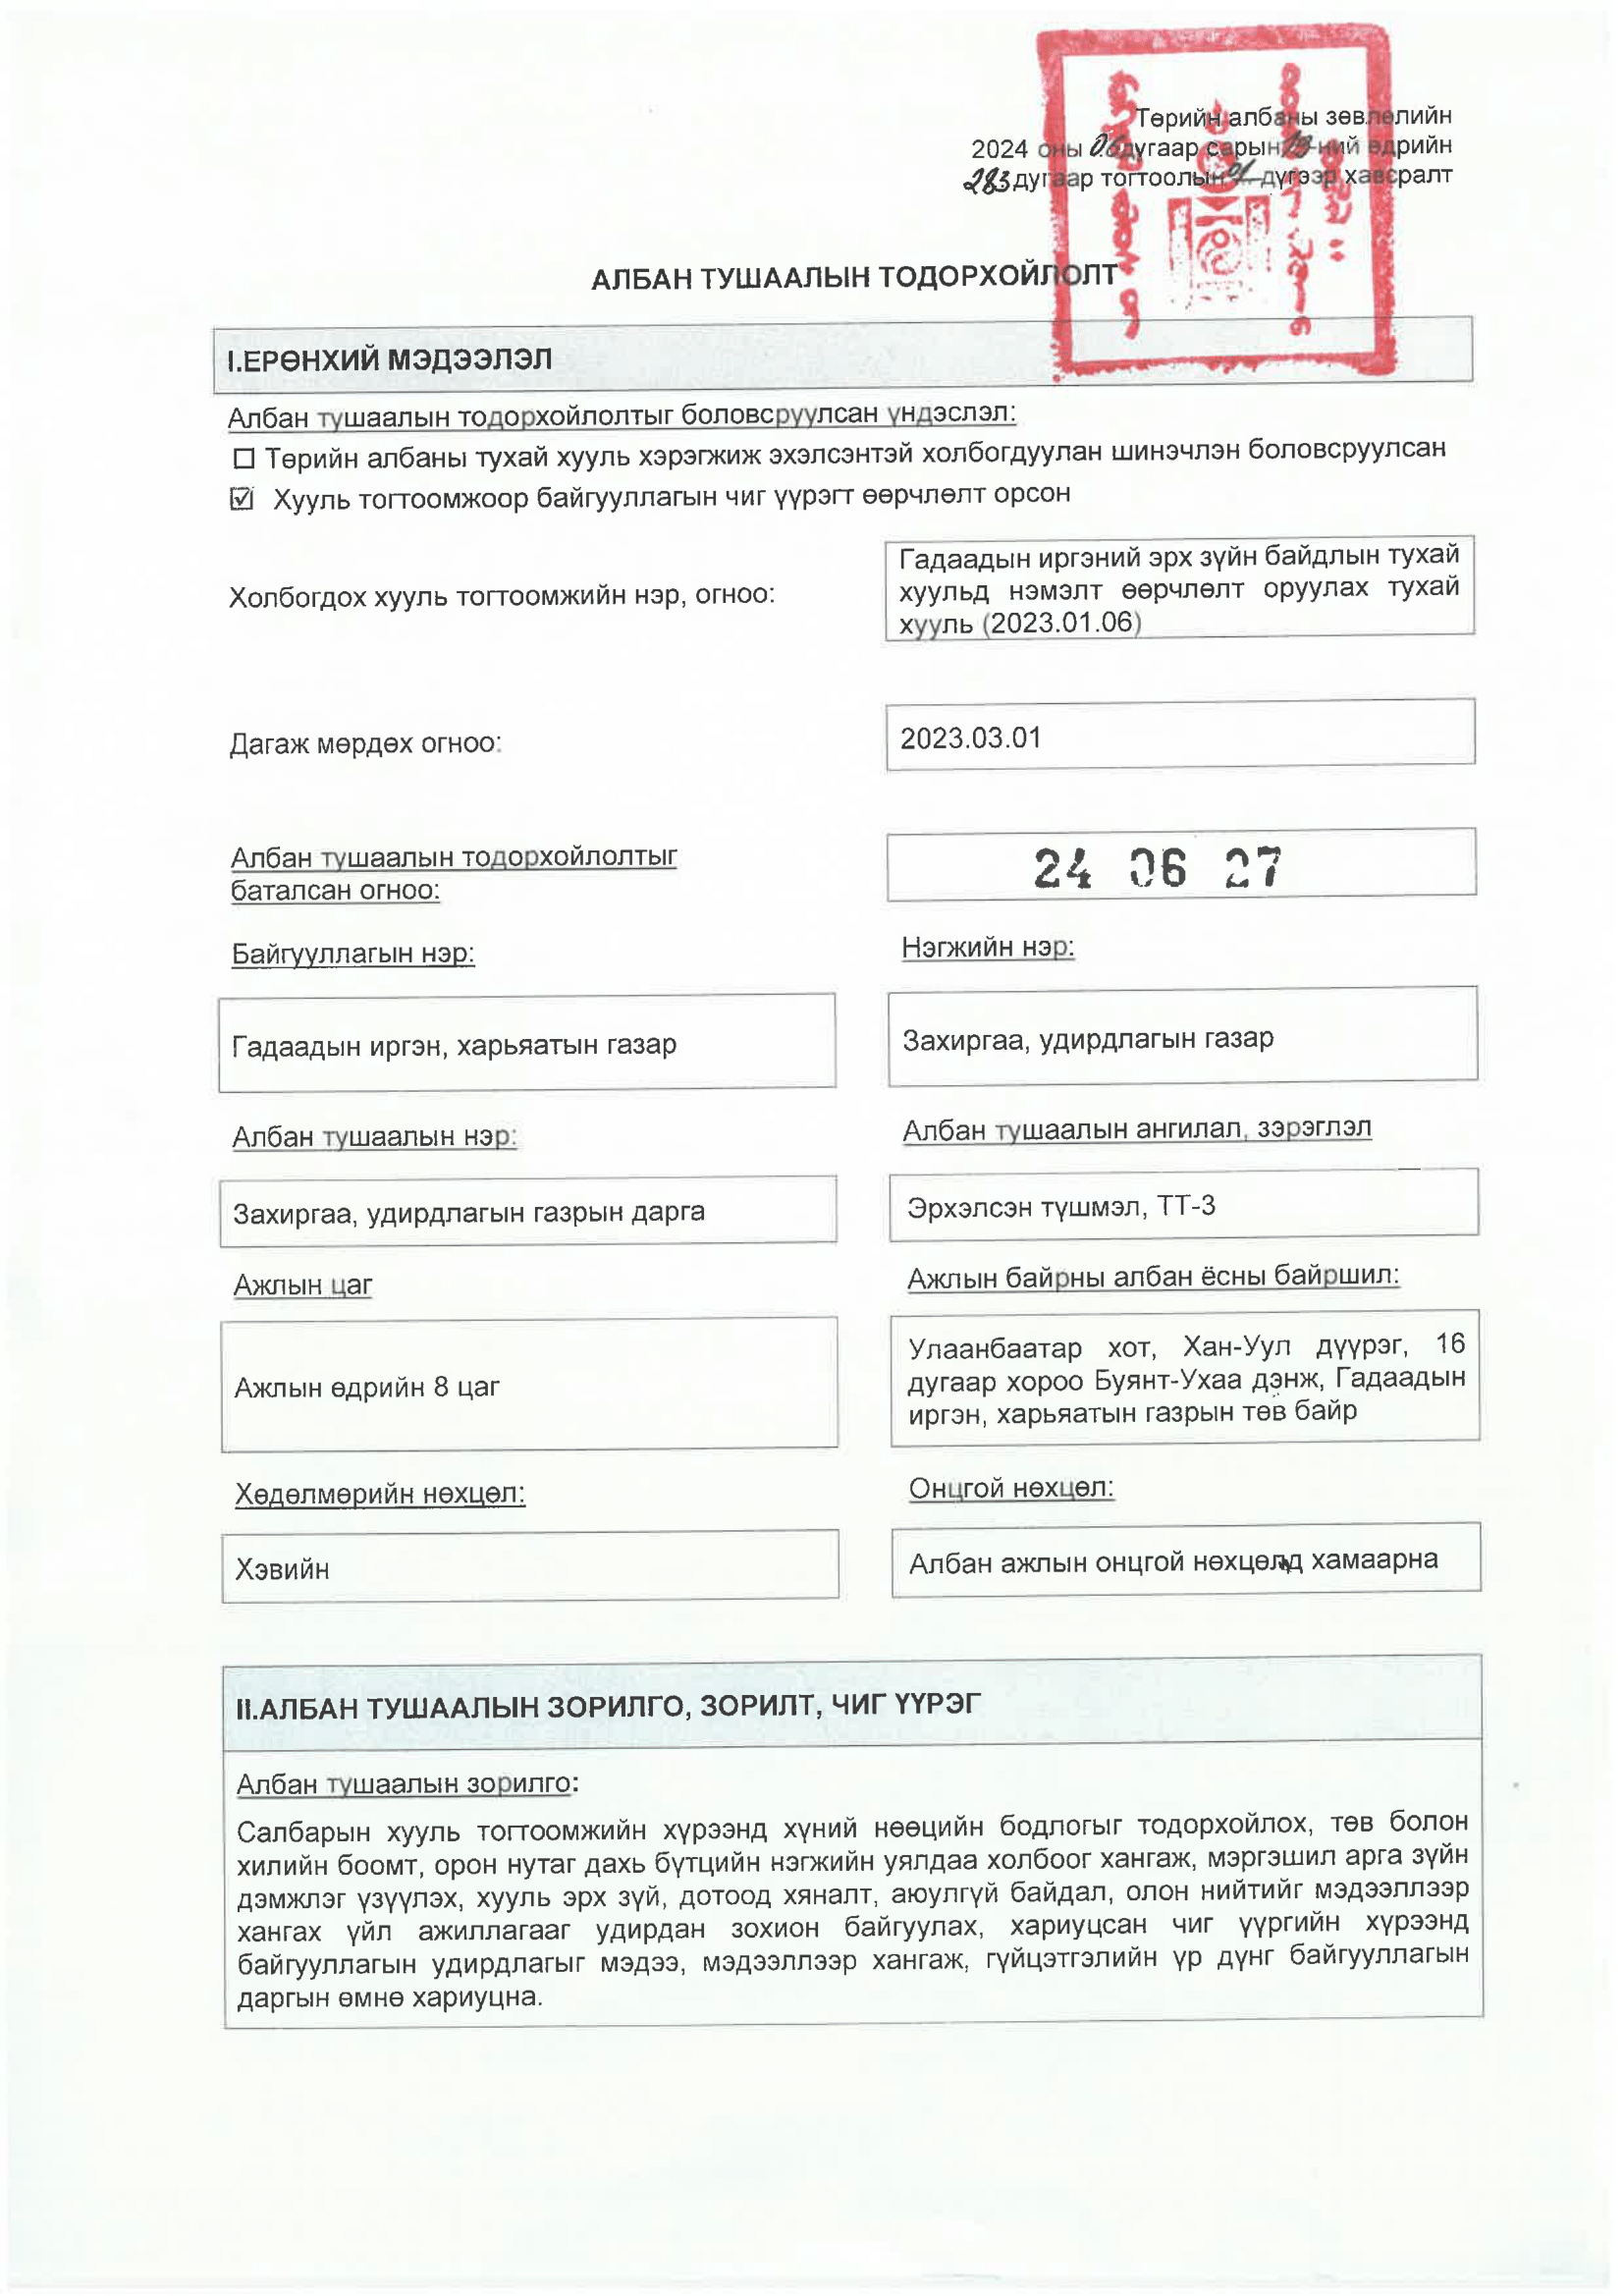 Төрийн албаны зөвлөлийн
2024 оны 06 дугаар сарын 19-ний өдрийн
283 дугаар тогтоолын 01 дүгээр хавсралт
АЛБАН ТУШААЛЫН ТОДОРХОЙЛОЛТ
I.ЕРӨНХИЙ МЭДЭЭЛЭЛ
Албан тушаалын тодорхойлолтыг боловсруулсан үндэслэл:
☐ Төрийн албаны тухай хууль хэрэгжиж эхэлсэнтэй холбогдуулан шинэчлэн боловсруулсан
☑ Хууль тогтоомжоор байгууллагын чиг үүрэгт өөрчлөлт орсон
Холбогдох хууль тогтоомжийн нэр, огноо:
Гадаадын иргэний эрх зүйн байдлын тухай
хуульд нэмэлт өөрчлөлт оруулах тухай
хууль (2023.01.06)
Дагаж мөрдөх огноо:
2023.03.01
Албан тушаалын тодорхойлолтыг
баталсан огноо:
24 06 27
Байгууллагын нэр:
Нэгжийн нэр:
Гадаадын иргэн, харьяатын газар
Захиргаа, удирдлагын газар
Албан тушаалын нэр:
Албан тушаалын ангилал, зэрэглэл
Захиргаа, удирдлагын газрын дарга
Эрхэлсэн түшмэл, ТТ-3
Ажлын цаг
Ажлын байрны албан ёсны байршил:
Ажлын өдрийн 8 цаг
Улаанбаатар хот, Хан-Уул дүүрэг, 16
дугаар хороо Буянт-Ухаа дэнж, Гадаадын
иргэн, харьяатын газрын төв байр
Хөдөлмөрийн нөхцөл:
Онцгой нөхцөл:
Хэвийн
Албан ажлын онцгой нөхцөлд хамаарна
II.АЛБАН ТУШААЛЫН ЗОРИЛГО, ЗОРИЛТ, ЧИГ ҮҮРЭГ
Албан тушаалын зорилго:
Салбарын хууль тогтоомжийн хүрээнд хүний нөөцийн бодлогыг тодорхойлох, төв болон
хилийн боомт, орон нутаг дахь бүтцийн нэгжийн уялдаа холбоог хангаж, мэргэшил арга зүйн
дэмжлэг үзүүлэх, хууль эрх зүй, дотоод хяналт, аюулгүй байдал, олон нийтийг мэдээллээр
хангах үйл ажиллагааг удирдан зохион байгуулах, хариуцсан чиг үүргийн хүрээнд
байгууллагын удирдлагыг мэдээ, мэдээллээр хангаж, гүйцэтгэлийн үр дүнг байгууллагын
даргын өмнө хариуцна.